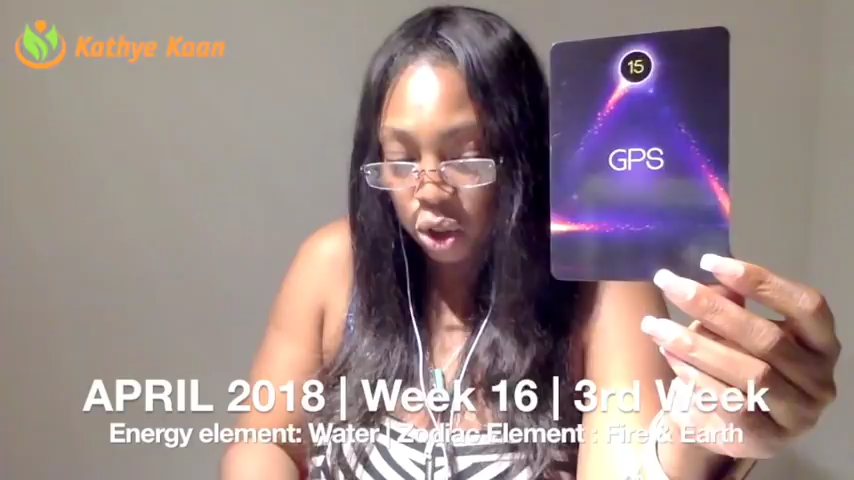 Kathye Kaan
15
GPS
APRIL 2018 | Week 16 | 3rd Week
Energy element: Water | Zodiac Element : Fire & Earth